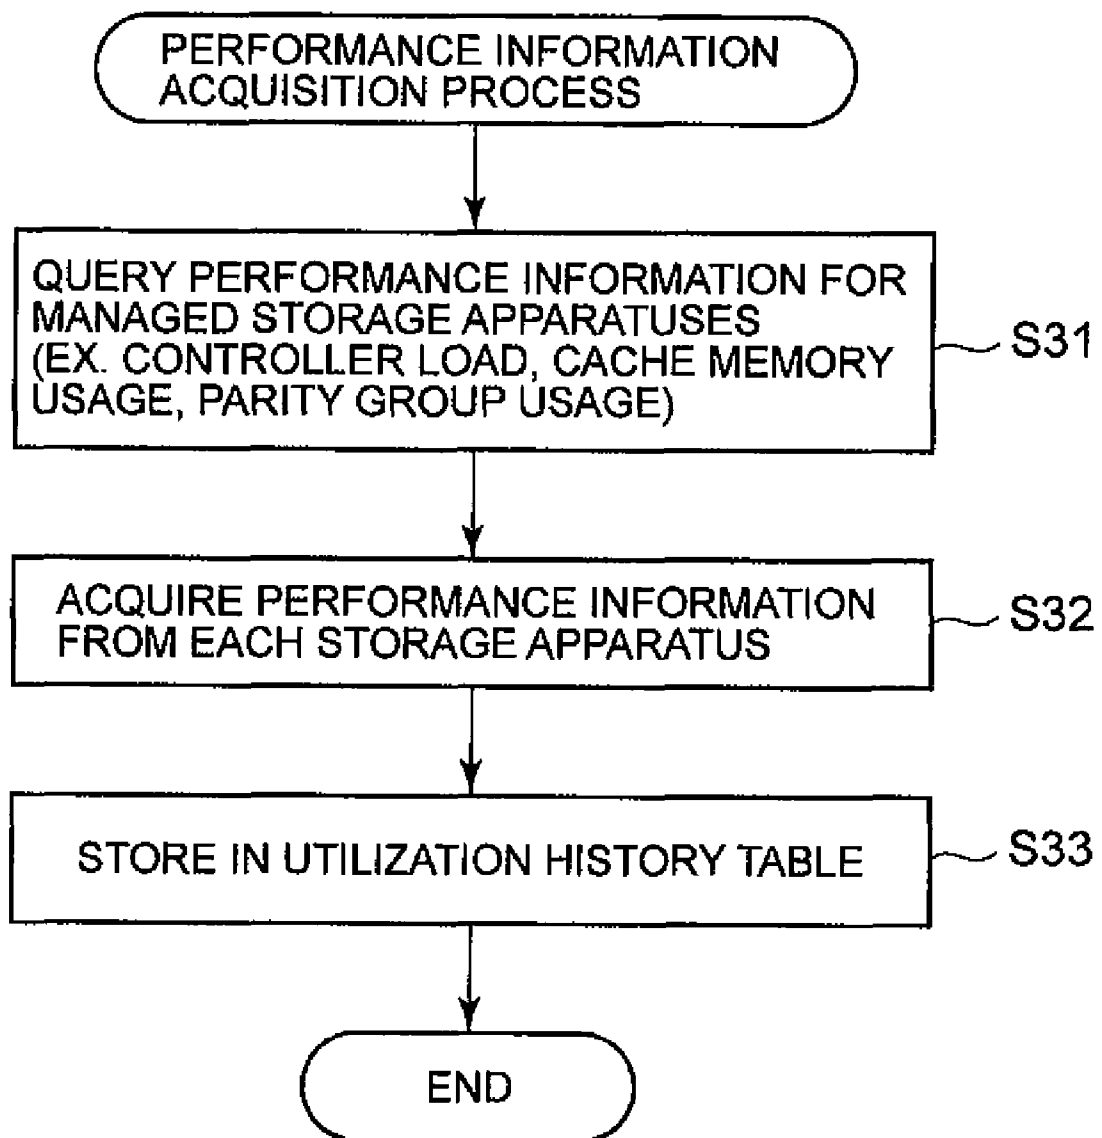 PERFORMANCE INFORMATION
ACQUISITION PROCESS
QUERY PERFORMANCE INFORMATION FOR
MANAGED STORAGE APPARATUSES
(EX. CONTROLLER LOAD, CACHE MEMORY
USAGE, PARITY GROUP USAGE)
S31
ACQUIRE PERFORMANCE INFORMATION
FROM EACH STORAGE APPARATUS
S32
STORE IN UTILIZATION HISTORY TABLE
S33
END